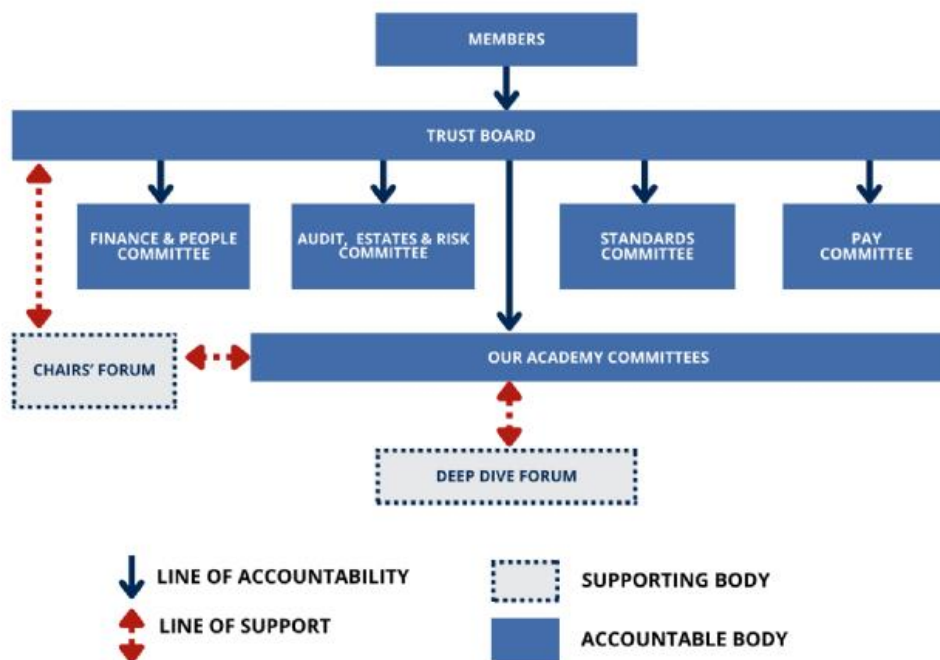 MEMBERS
TRUST BOARD
FINANCE & PEOPLE
COMMITTEE
AUDIT, ESTATES & RISK
COMMITTEE
STANDARDS
COMMITTEE
PAY
COMMITTEE
CHAIRS' FORUM
OUR ACADEMY COMMITTEES
DEEP DIVE FORUM
LINE OF ACCOUNTABILITY
SUPPORTING BODY
LINE OF SUPPORT
ACCOUNTABLE BODY